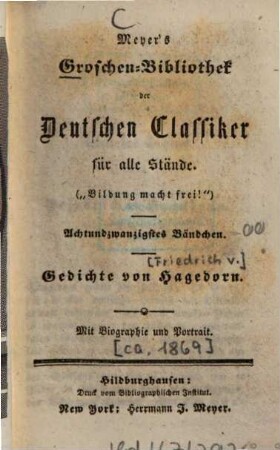 C
Meyer's
Groschen-Bibliothek
der
Deutschen Classiker
für alle Stände.
(„Bildung macht frei!“)
Achtundzwanzigstes Bändchen.
[Friedrich v.]
Gedichte von Hagedorn.
Mit Biographie und Portrait.
[ca. 1869]
Hildburghausen:
Druck vom Bibliographischen Institut.
New York: Herrmann J. Meyer.